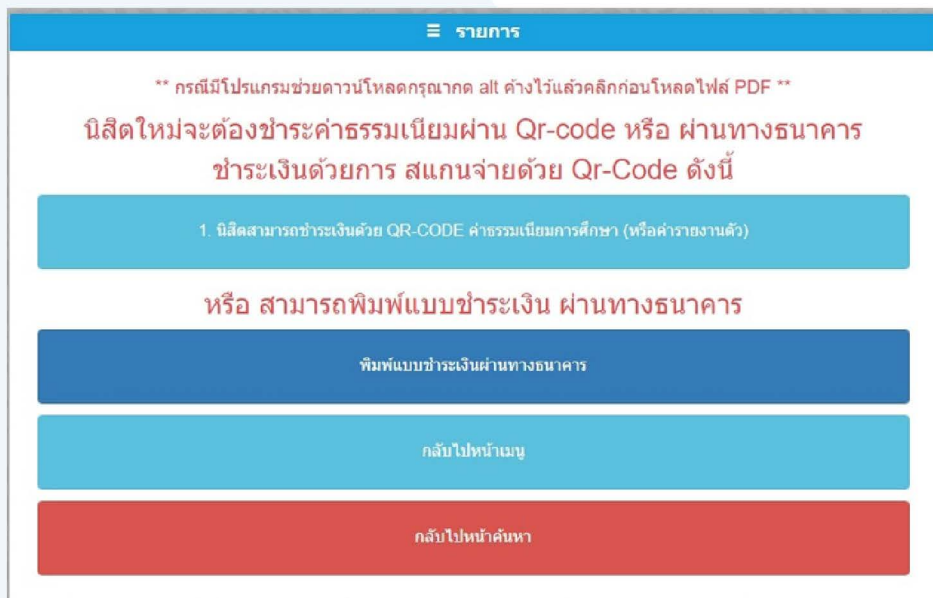 ☰ รายการ
** กรณีมีโปรแกรมช่วยดาวน์โหลดกรุณากด alt ค้างไว้แล้วคลิกก่อนโหลดไฟล์ PDF **
นิสิตใหม่จะต้องชำระค่าธรรมเนียมผ่าน Qr-code หรือ ผ่านทางธนาคาร
ชำระเงินด้วยการ สแกนจ่ายด้วย Qr-Code ดังนี้
1. นิสิตสามารถชำระเงินด้วย QR-CODE ค่าธรรมเนียมการศึกษา (หรือค่ารายงานตัว)
หรือ สามารถพิมพ์แบบชำระเงิน ผ่านทางธนาคาร
พิมพ์แบบชำระเงินผ่านทางธนาคาร
กลับไปหน้าเมนู
กลับไปหน้าค้นหา